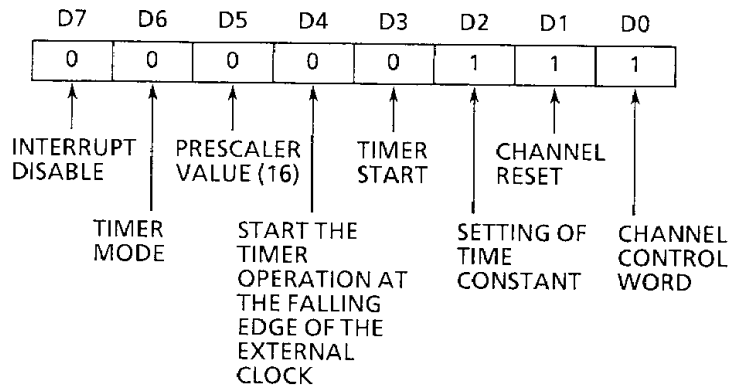 D7 D6 D5 D4 D3 D2 D1 D0
0 0 0 0 0 1 1 1
INTERRUPT
DISABLE
PRESCALER
VALUE (16)
TIMER
START
CHANNEL
RESET
TIMER
MODE
START THE
TIMER
OPERATION AT
THE FALLING
EDGE OF THE
EXTERNAL
CLOCK
SETTING OF
TIME
CONSTANT
CHANNEL
CONTROL
WORD